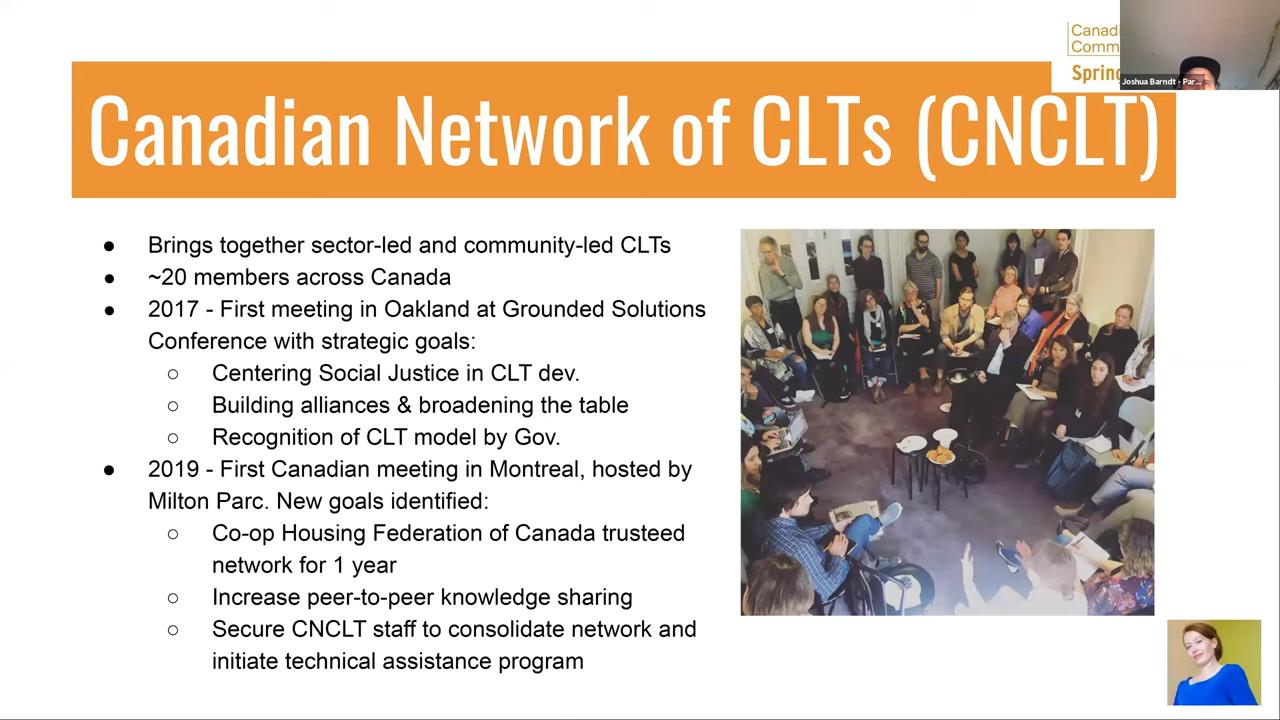 Canad
Comm
Spring
Joshua Barndt - Par...
Canadian Network of CLTs (CNCLT)
● Brings together sector-led and community-led CLTs
● ~20 members across Canada
● 2017 - First meeting in Oakland at Grounded Solutions
Conference with strategic goals:
○ Centering Social Justice in CLT dev.
○ Building alliances & broadening the table
○ Recognition of CLT model by Gov.
● 2019 - First Canadian meeting in Montreal, hosted by
Milton Parc. New goals identified:
○ Co-op Housing Federation of Canada trusteed
network for 1 year
○ Increase peer-to-peer knowledge sharing
○ Secure CNCLT staff to consolidate network and
initiate technical assistance program